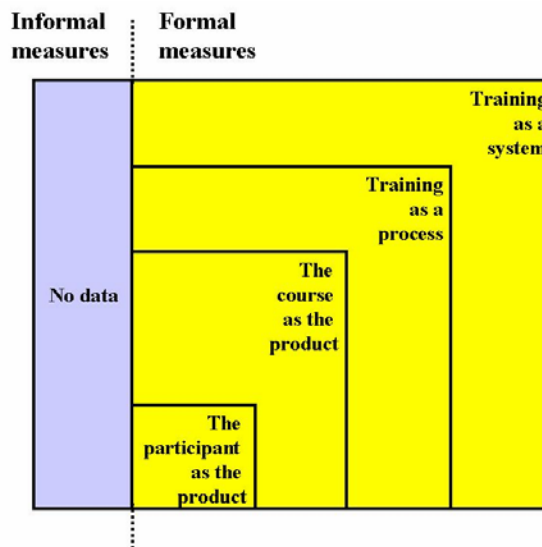 Informal
measures
Formal
measures
Training
as a
system
Training
as a
process
The
course
as the
product
No data
The
participant
as the
product